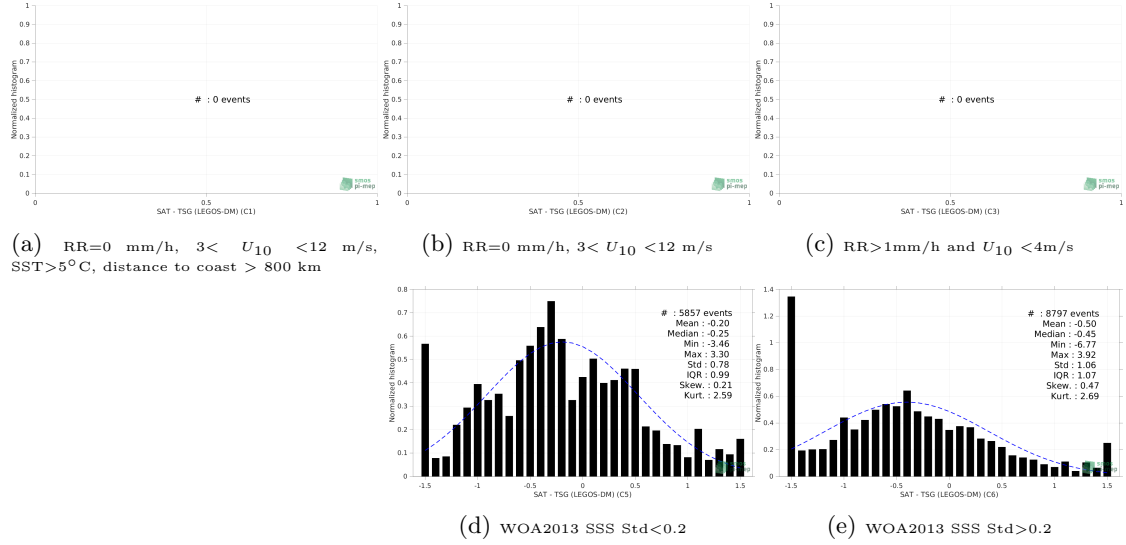 1
0.9
0.8
0.7
0.6
0.5
0.4
0.3
0.2
0.1
0
Normalized histogram
# : 0 events
smos
pi-mep
0 0.5 1
SAT - TSG (LEGOS-DM) (C1)
1
0.9
0.8
0.7
0.6
0.5
0.4
0.3
0.2
0.1
0
Normalized histogram
# : 0 events
smos
pi-mep
0 0.5 1
SAT - TSG (LEGOS-DM) (C2)
1
0.9
0.8
0.7
0.6
0.5
0.4
0.3
0.2
0.1
0
Normalized histogram
# : 0 events
smos
pi-mep
0 0.5 1
SAT - TSG (LEGOS-DM) (C3)
(a) RR=0 mm/h, 3< U10 <12 m/s,
SST>5°C, distance to coast > 800 km
(b) RR=0 mm/h, 3< U10 <12 m/s
(c) RR>1mm/h and U10 <4m/s
0.8
0.7
0.6
0.5
0.4
0.3
0.2
0.1
0
Normalized histogram
# : 5857 events
Mean : -0.20
Median : -0.25
Min : -3.46
Max : 3.30
Std : 0.78
IQR : 0.99
Skew. : 0.21
Kurt. : 2.59
-1.5 -1 -0.5 0 0.5 1 1.5
SAT - TSG (LEGOS-DM) (C5)
1.4
1.2
1
0.8
0.6
0.4
0.2
0
Normalized histogram
# : 8797 events
Mean : -0.50
Median : -0.45
Min : -6.77
Max : 3.92
Std : 1.06
IQR : 1.07
Skew. : 0.47
Kurt. : 2.69
-1.5 -1 -0.5 0 0.5 1 1.5
SAT - TSG (LEGOS-DM) (C6)
(d) WOA2013 SSS Std<0.2
(e) WOA2013 SSS Std>0.2